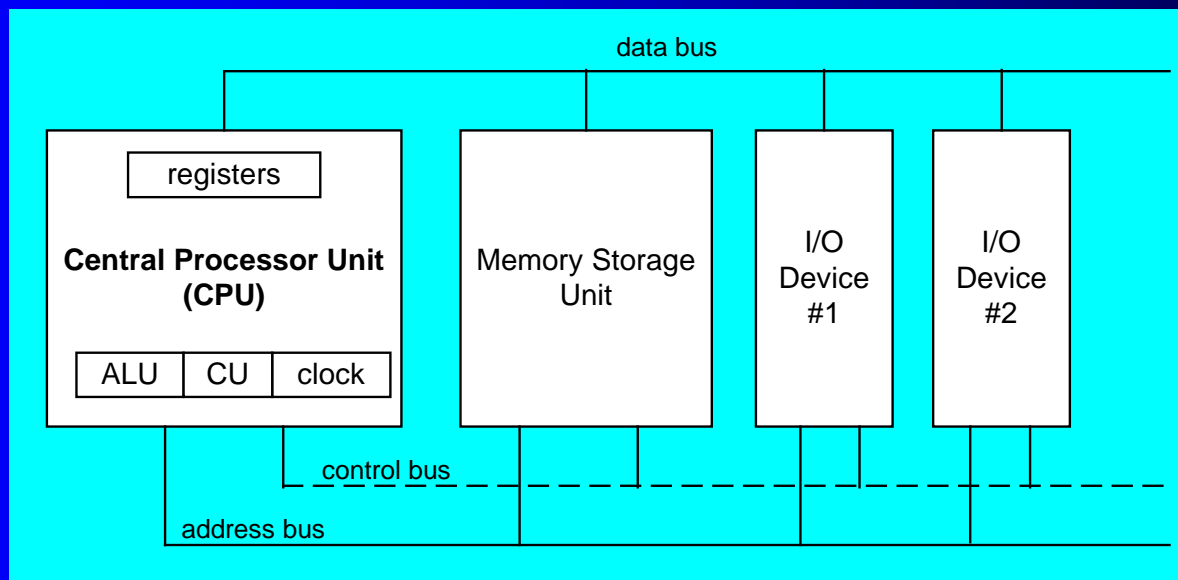 data bus
registers
Central Processor Unit
(CPU)
ALU CU clock
Memory Storage
Unit
I/O
Device
#1
I/O
Device
#2
control bus
address bus